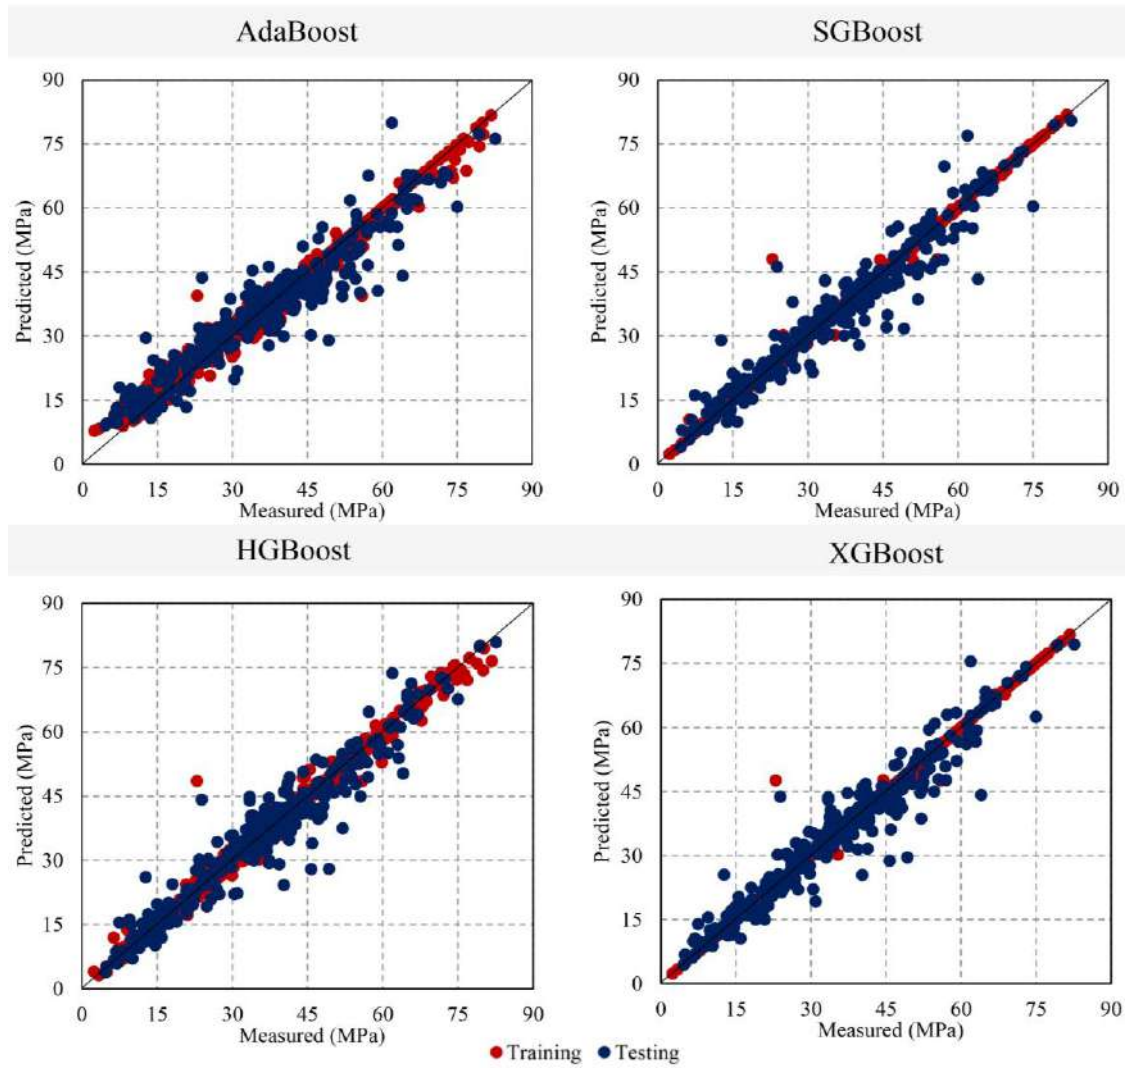 AdaBoost
SGBoost
90
75
60
45
30
15
0
Predicted (MPa)
0 15 30 45 60 75 90
Measured (MPa)
90
75
60
45
30
15
0
Predicted (MPa)
0 15 30 45 60 75 90
Measured (MPa)
HGBoost
XGBoost
90
75
60
45
30
15
0
Predicted (MPa)
0 15 30 45 60 75 90
Measured (MPa)
90
75
60
45
30
15
0
Predicted (MPa)
0 15 30 45 60 75 90
Measured (MPa)
Training Testing